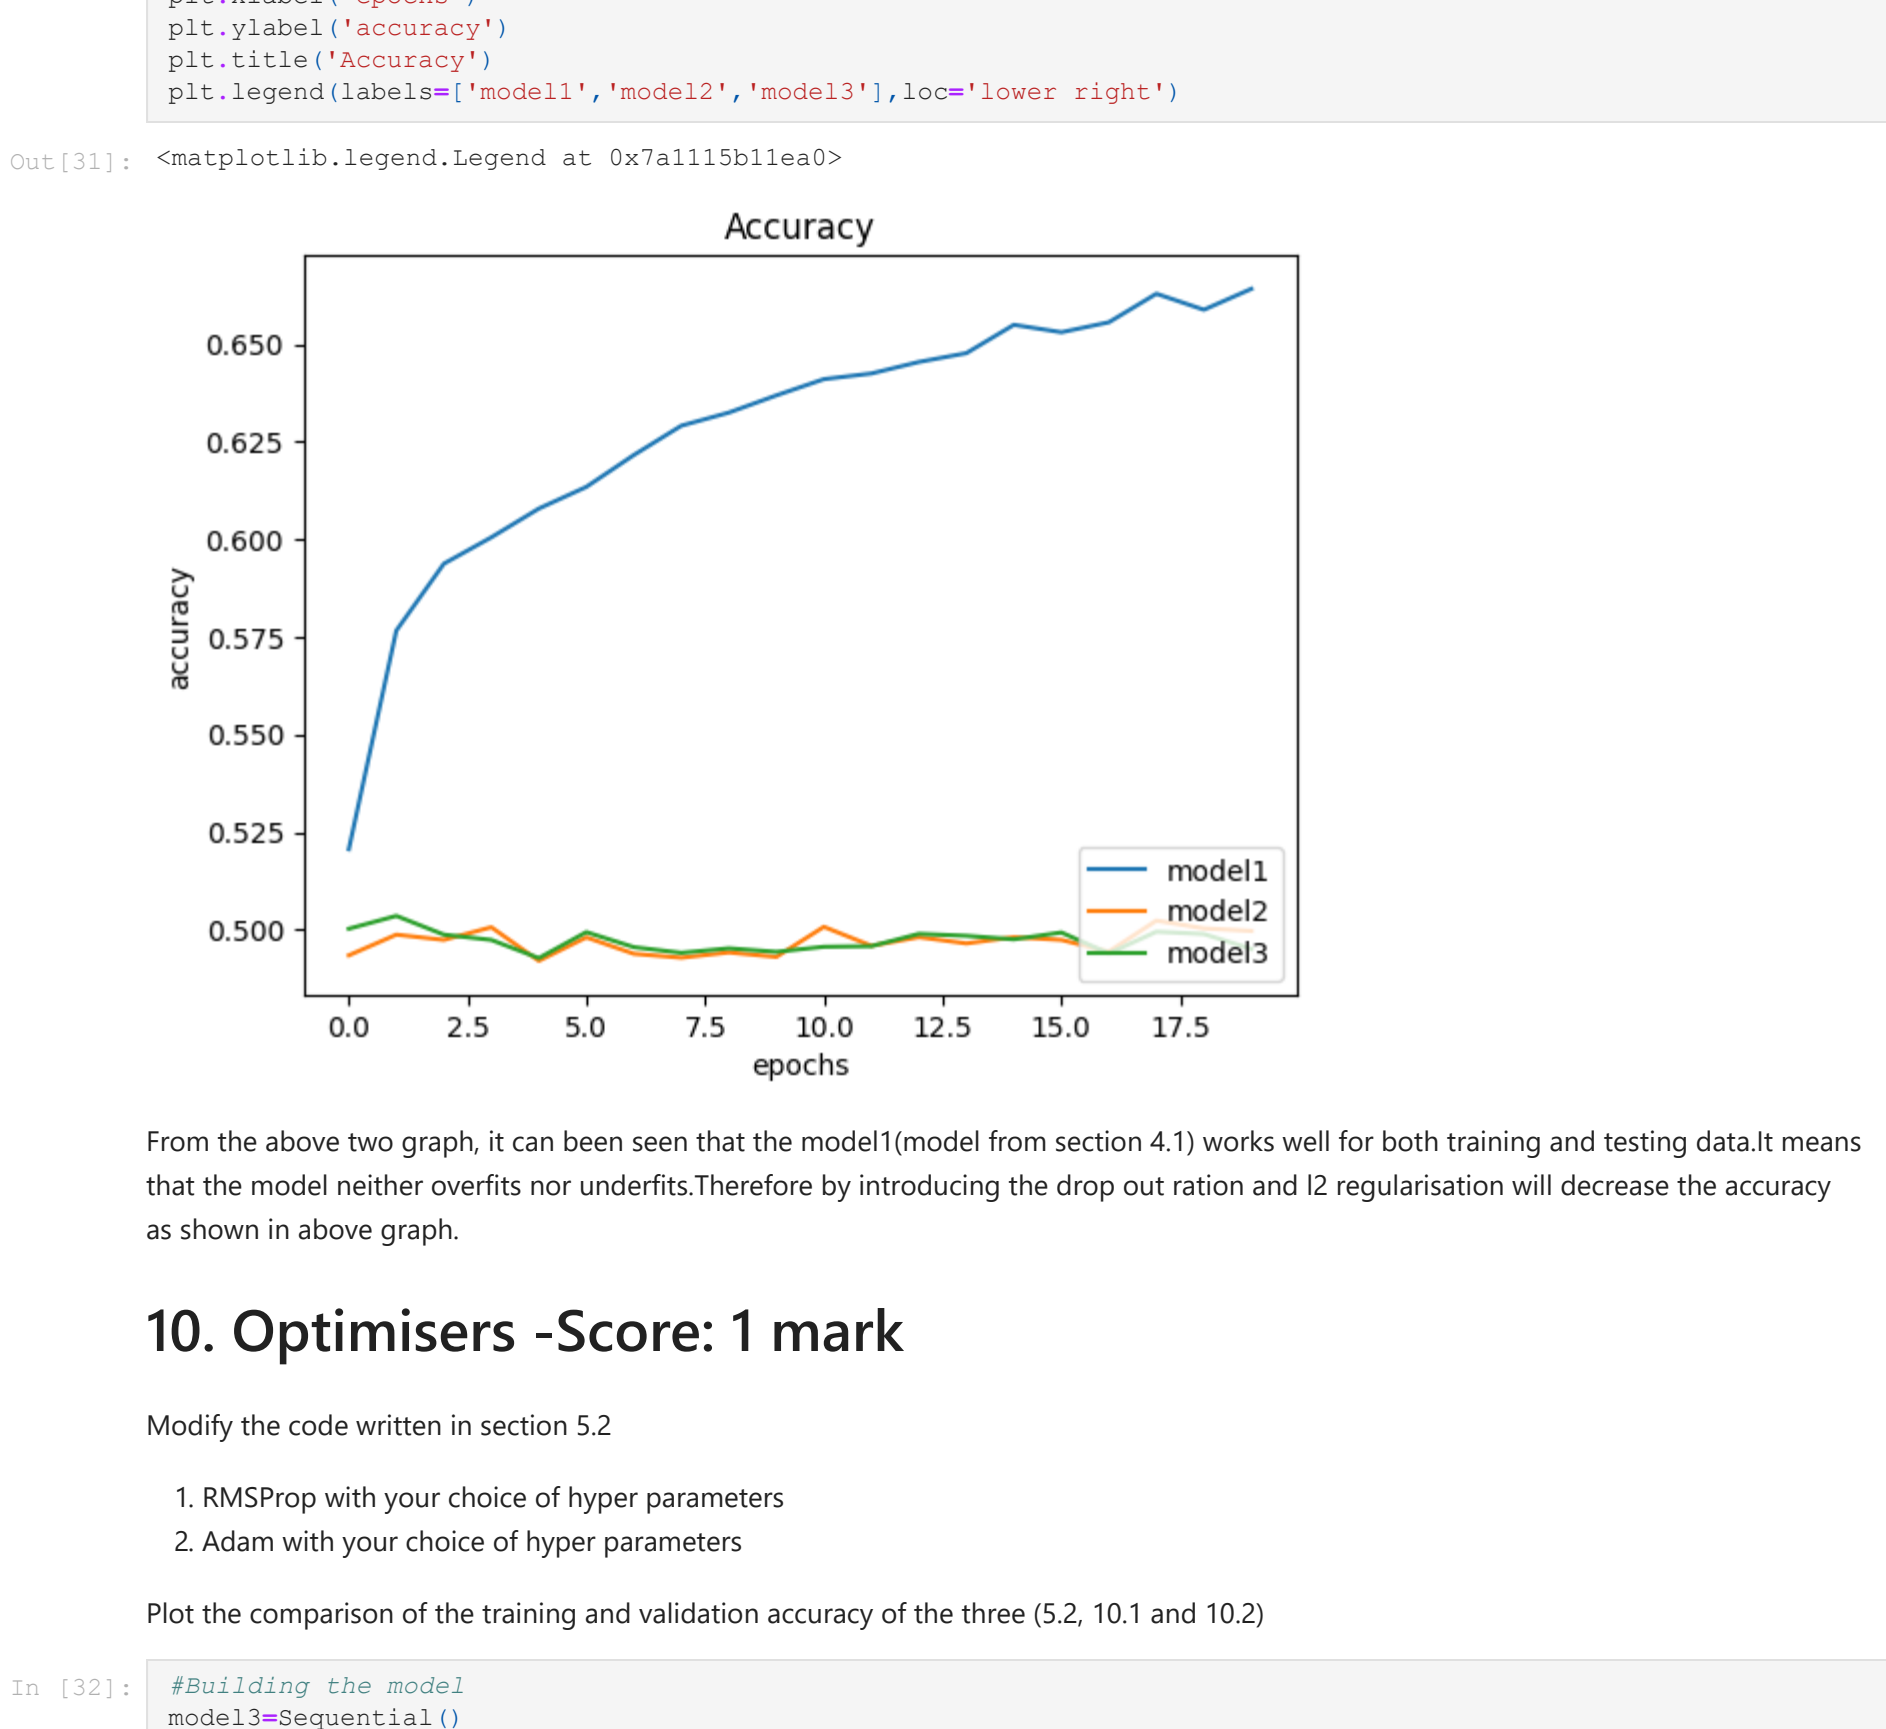 plt.xlabel('epochs')
plt.ylabel('accuracy')
plt.title('Accuracy')
plt.legend(labels=['model1','model2','model3'],loc='lower right')
Out[31]: <matplotlib.legend.Legend at 0x7a1115b11ea0>
Accuracy
0.650
0.625
0.600
0.575
0.550
0.525
0.500
accuracy
model1
model2
model3
0.0 2.5 5.0 7.5 10.0 12.5 15.0 17.5
epochs
From the above two graph, it can been seen that the model1(model from section 4.1) works well for both training and testing data.It means
that the model neither overfits nor underfits.Therefore by introducing the drop out ration and l2 regularisation will decrease the accuracy
as shown in above graph.
10. Optimisers -Score: 1 mark
Modify the code written in section 5.2
1. RMSProp with your choice of hyper parameters
2. Adam with your choice of hyper parameters
Plot the comparison of the training and validation accuracy of the three (5.2, 10.1 and 10.2)
In [32]: #Building the model
model3=Sequential()